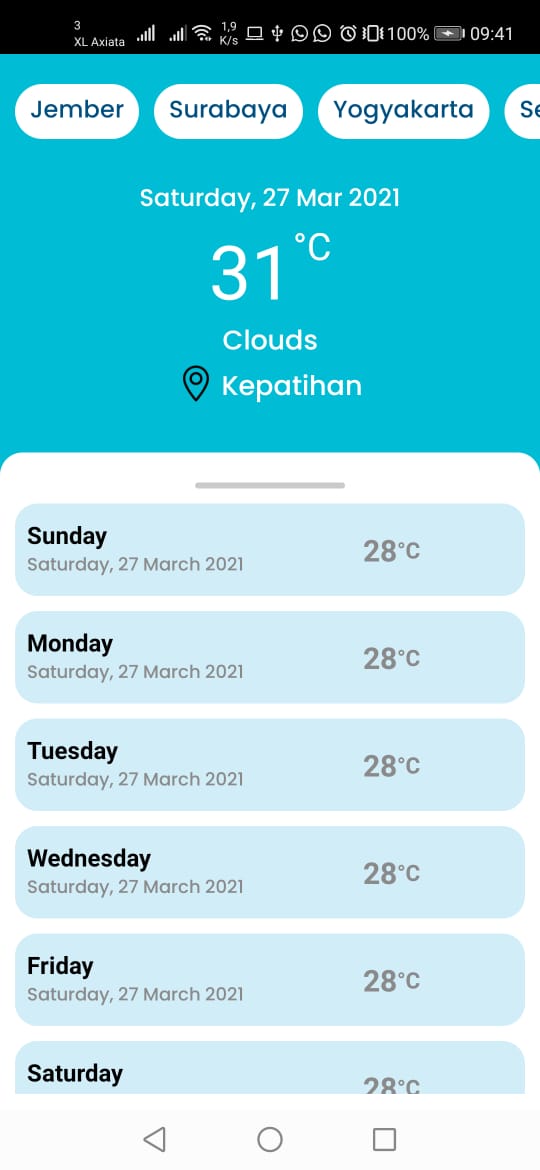 3
XL Axiata
1,9
K/s
100%
09:41
Jember Surabaya Yogyakarta Se
Saturday, 27 Mar 2021
31°C
Clouds
Kepatihan
Sunday
Saturday, 27 March 2021
28°C
Monday
Saturday, 27 March 2021
28°C
Tuesday
Saturday, 27 March 2021
28°C
Wednesday
Saturday, 27 March 2021
28°C
Friday
Saturday, 27 March 2021
28°C
Saturday
28°C